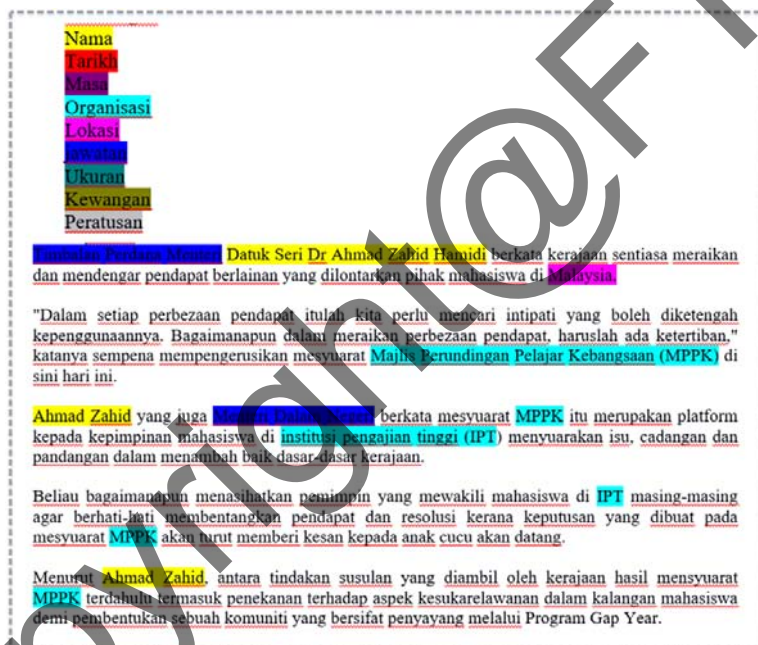 Nama
Tarikh
Masa
Organisasi
Lokasi
jawatan
Ukuran
Kewangan
Peratusan
Timbalan Perdana Menteri Datuk Seri Dr Ahmad Zahid Hamidi berkata kerajaan sentiasa meraikan
dan mendengar pendapat berlainan yang dilontarkan pihak mahasiswa di Malaysia.
"Dalam setiap perbezaan pendapat itulah kita perlu mencari intipati yang boleh diketengah
kepenggunaannya. Bagaimanapun dalam meraikan perbezaan pendapat, haruslah ada ketertiban,"
katanya sempena mempengerusikan mesyuarat Majlis Perundingan Pelajar Kebangsaan (MPPK) di
sini hari ini.
Ahmad Zahid yang juga Menteri Dalam Negeri berkata mesyuarat MPPK itu merupakan platform
kepada kepimpinan mahasiswa di institusi pengajian tinggi (IPT) menyuarakan isu, cadangan dan
pandangan dalam menambah baik dasar-dasar kerajaan.
Beliau bagaimanapun menasihatkan pemimpin yang mewakili mahasiswa di IPT masing-masing
agar berhati-hati membentangkan pendapat dan resolusi kerana keputusan yang dibuat pada
mesyuarat MPPK akan turut memberi kesan kepada anak cucu akan datang.
Menurut Ahmad Zahid, antara tindakan susulan yang diambil oleh kerajaan hasil mensyuarat
MPPK terdahulu termasuk penekanan terhadap aspek kesukarelawanan dalam kalangan mahasiswa
demi pembentukan sebuah komuniti yang bersifat penyayang melalui Program Gap Year.
pyright@F